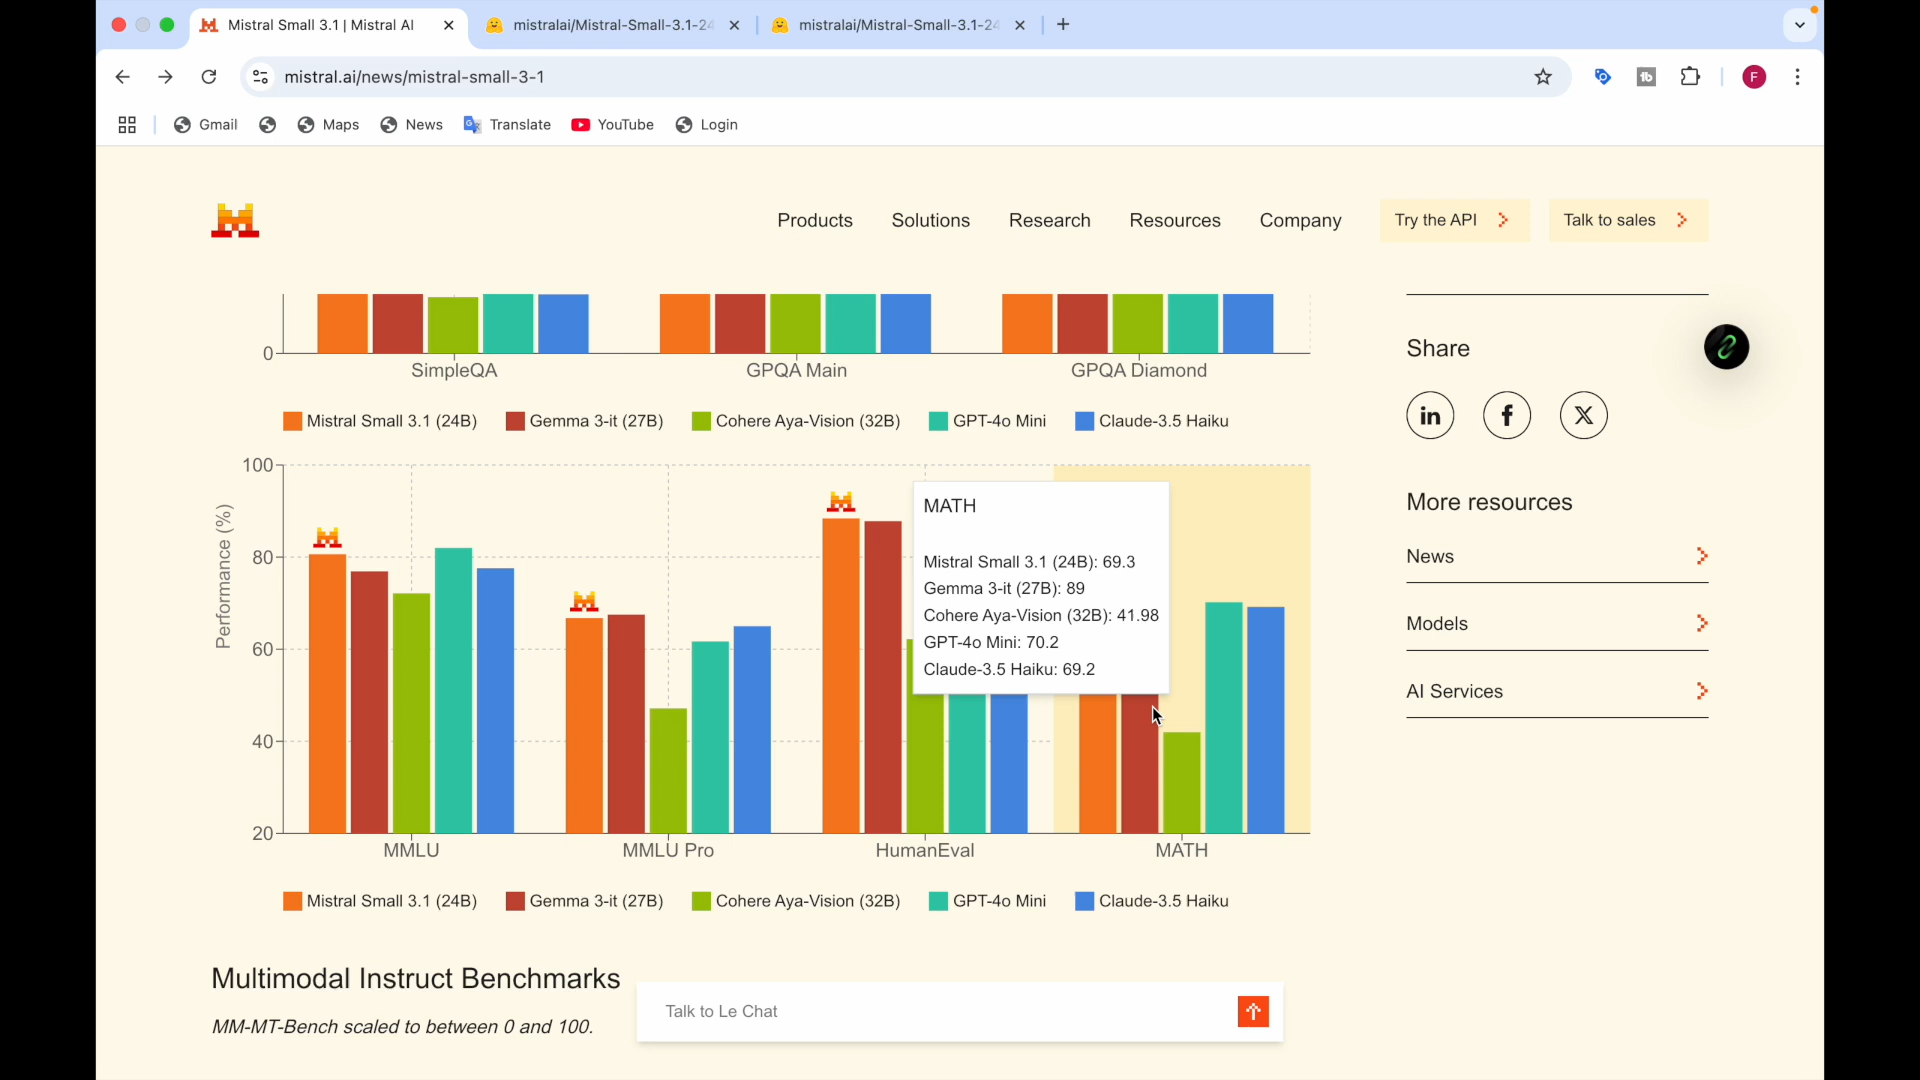 Mistral Small 3.1 | Mistral AI
mistralai/Mistral-Small-3.1-24
mistralai/Mistral-Small-3.1-24
mistral.ai/news/mistral-small-3-1
F
Gmail
Maps
News
Translate
YouTube
Login
Products
Solutions
Research
Resources
Company
Try the API
Talk to sales
0
SimpleQA
GPQA Main
GPQA Diamond
Mistral Small 3.1 (24B)
Gemma 3-it (27B)
Cohere Aya-Vision (32B)
GPT-4o Mini
Claude-3.5 Haiku
Share
100
80
60
40
20
Performance (%)
MATH
Mistral Small 3.1 (24B): 69.3
Gemma 3-it (27B): 89
Cohere Aya-Vision (32B): 41.98
GPT-4o Mini: 70.2
Claude-3.5 Haiku: 69.2
MMLU
MMLU Pro
HumanEval
MATH
Mistral Small 3.1 (24B)
Gemma 3-it (27B)
Cohere Aya-Vision (32B)
GPT-4o Mini
Claude-3.5 Haiku
More resources
News
Models
AI Services
Multimodal Instruct Benchmarks
MM-MT-Bench scaled to between 0 and 100.
Talk to Le Chat